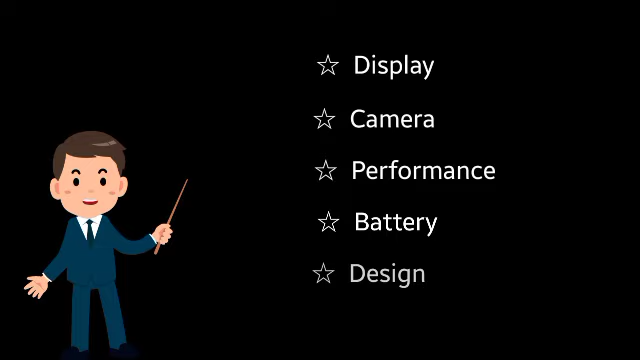 ☆ Display
☆ Camera
☆ Performance
☆ Battery
☆ Design